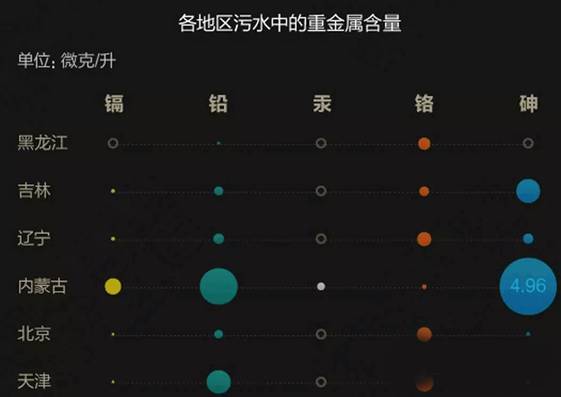 各地区污水中的重金属含量
单位: 微克/升
镉 铅 汞 铬 砷
黑龙江
吉林
辽宁
内蒙古 4.96
北京
天津